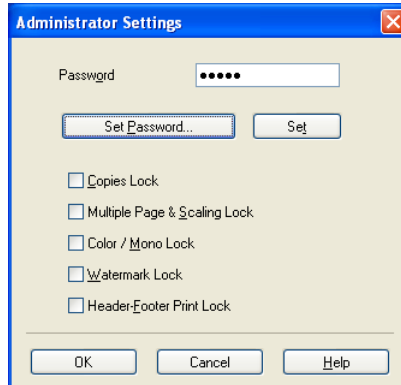 Administrator Settings
Password •••••
Set Password... Set
Copies Lock
Multiple Page & Scaling Lock
Color / Mono Lock
Watermark Lock
Header-Footer Print Lock
OK Cancel Help